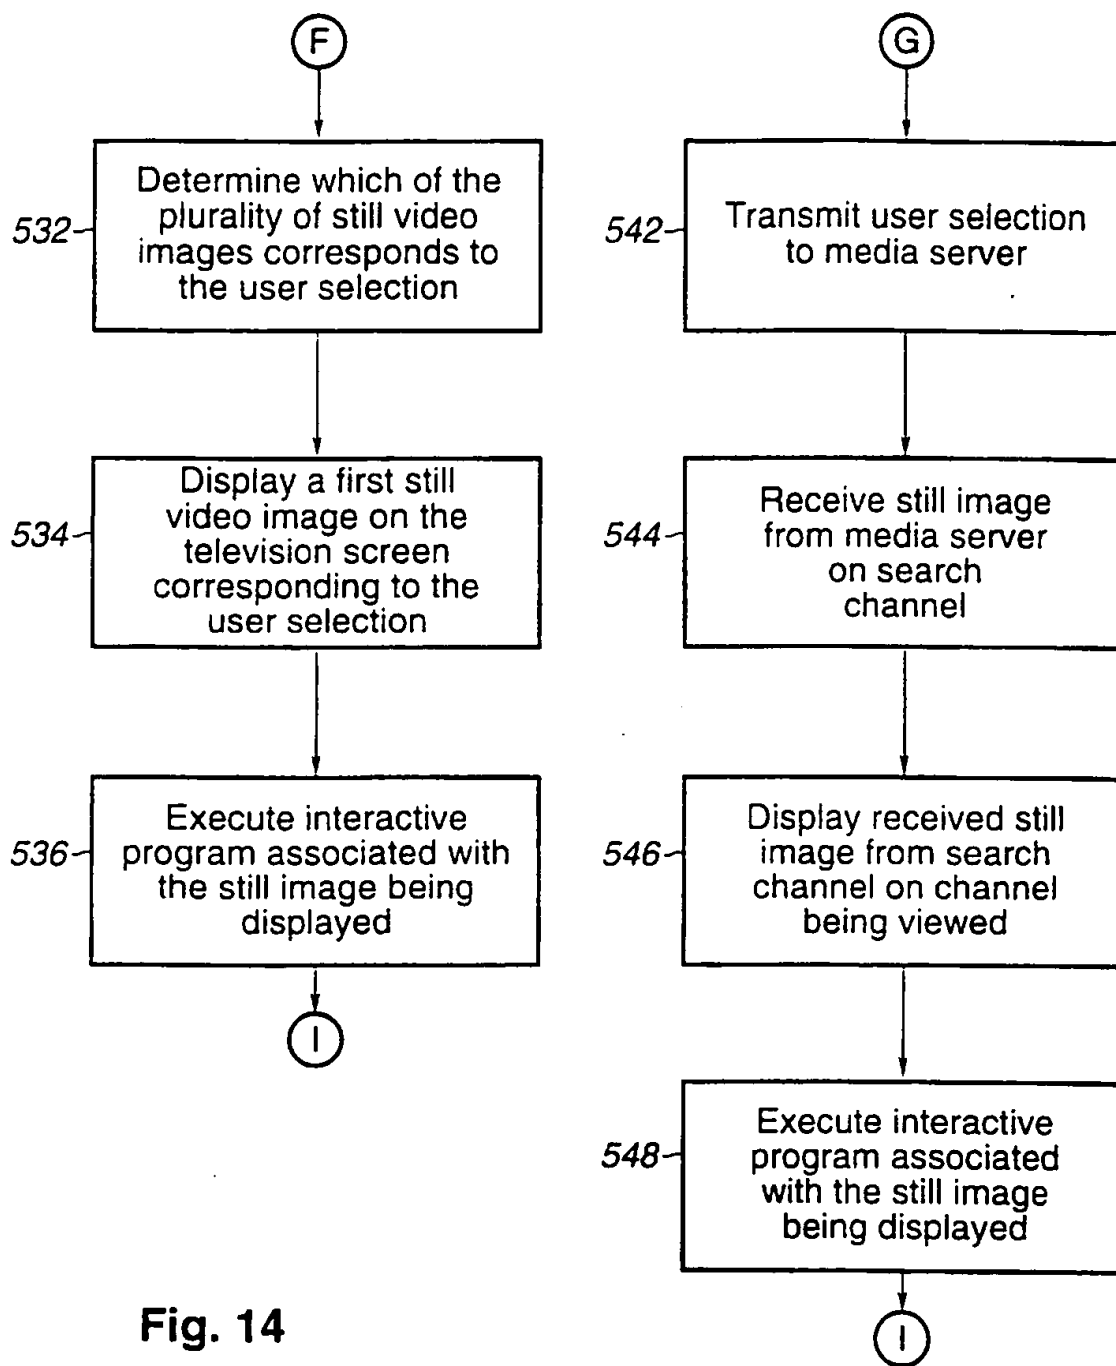 F
532
Determine which of the
plurality of still video
images corresponds to
the user selection
534
Display a first still
video image on the
television screen
corresponding to the
user selection
536
Execute interactive
program associated with
the still image being
displayed
I
G
542
Transmit user selection
to media server
544
Receive still image
from media server
on search
channel
546
Display received still
image from search
channel on channel
being viewed
548
Execute interactive
program associated
with the still image
being displayed
I
Fig. 14